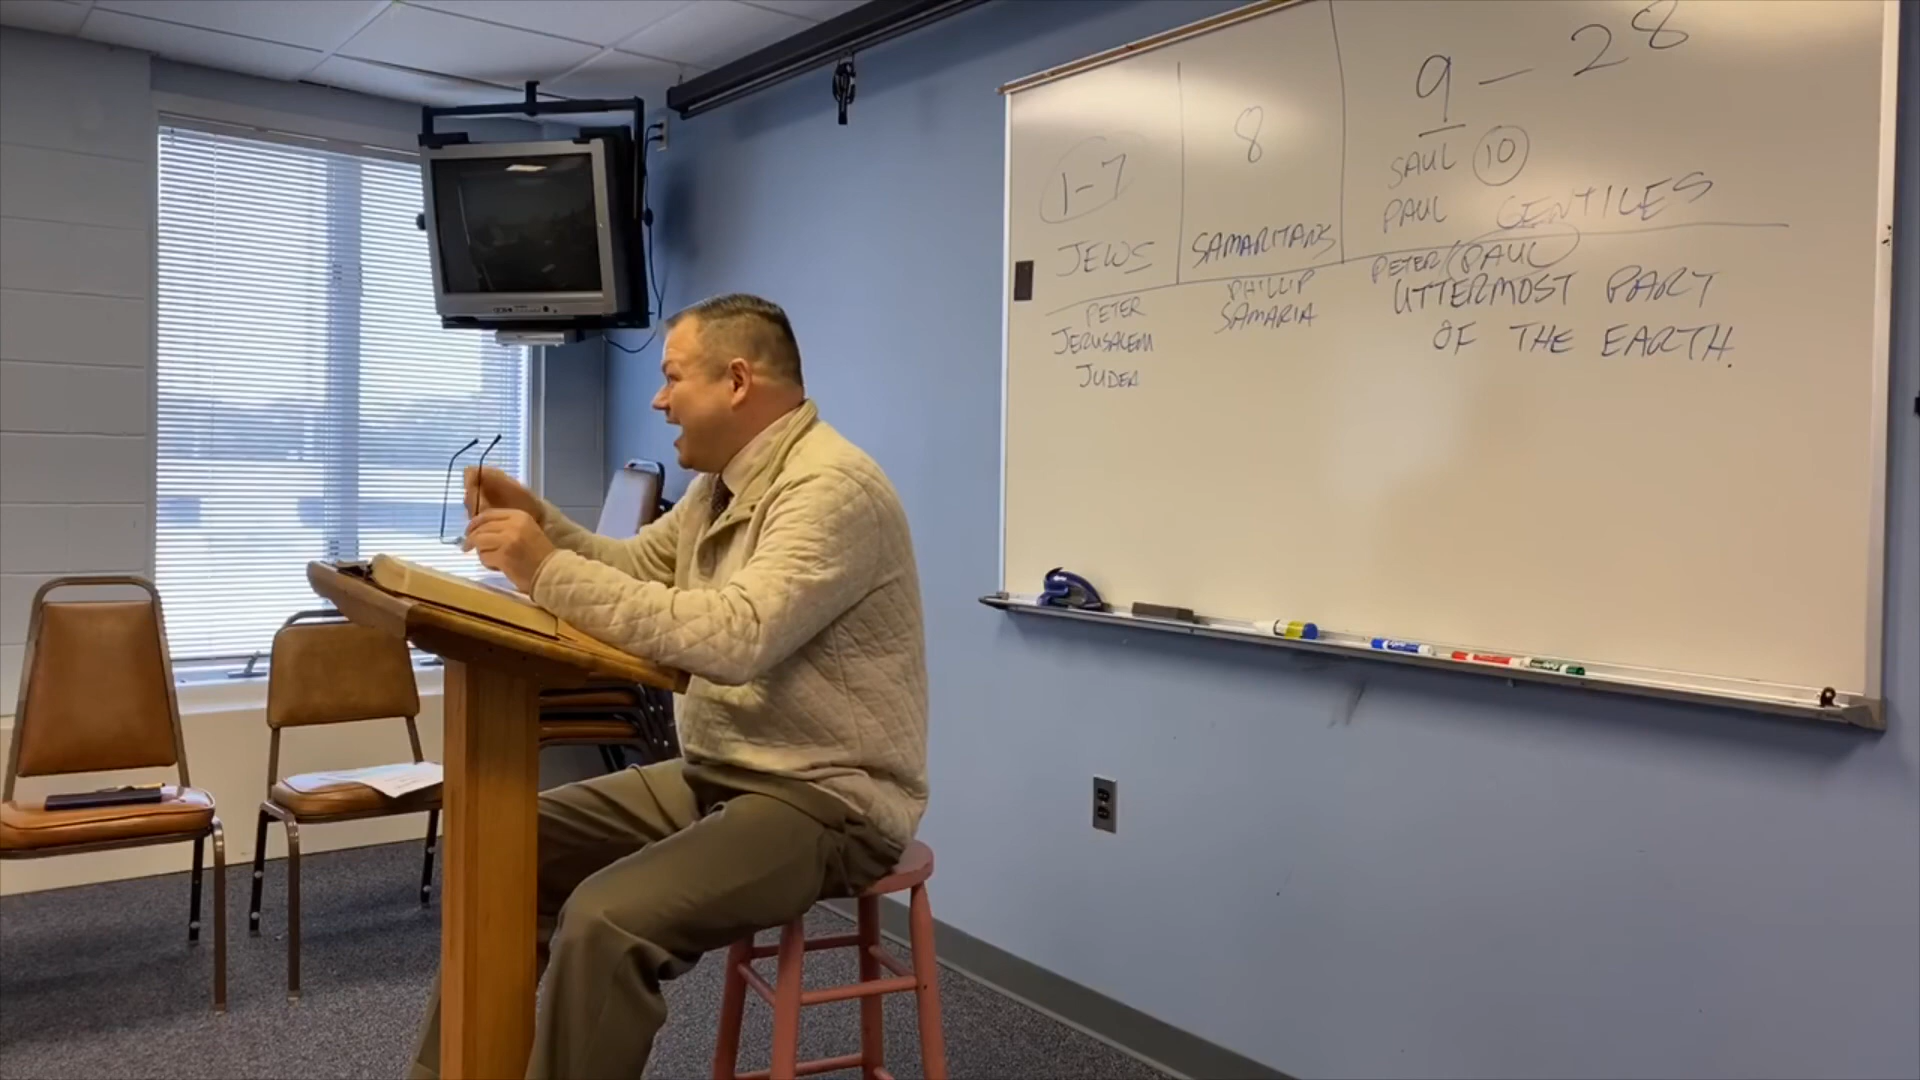 1-7
JEWS
PETER
JERUSALEM
JUDEA
8
SAMARITANS
PHILLIP
SAMARIA
9 - 28
SAUL 10
PAUL GENTILES
PETER/PAUL
UTTERMOST PART
OF THE EARTH.